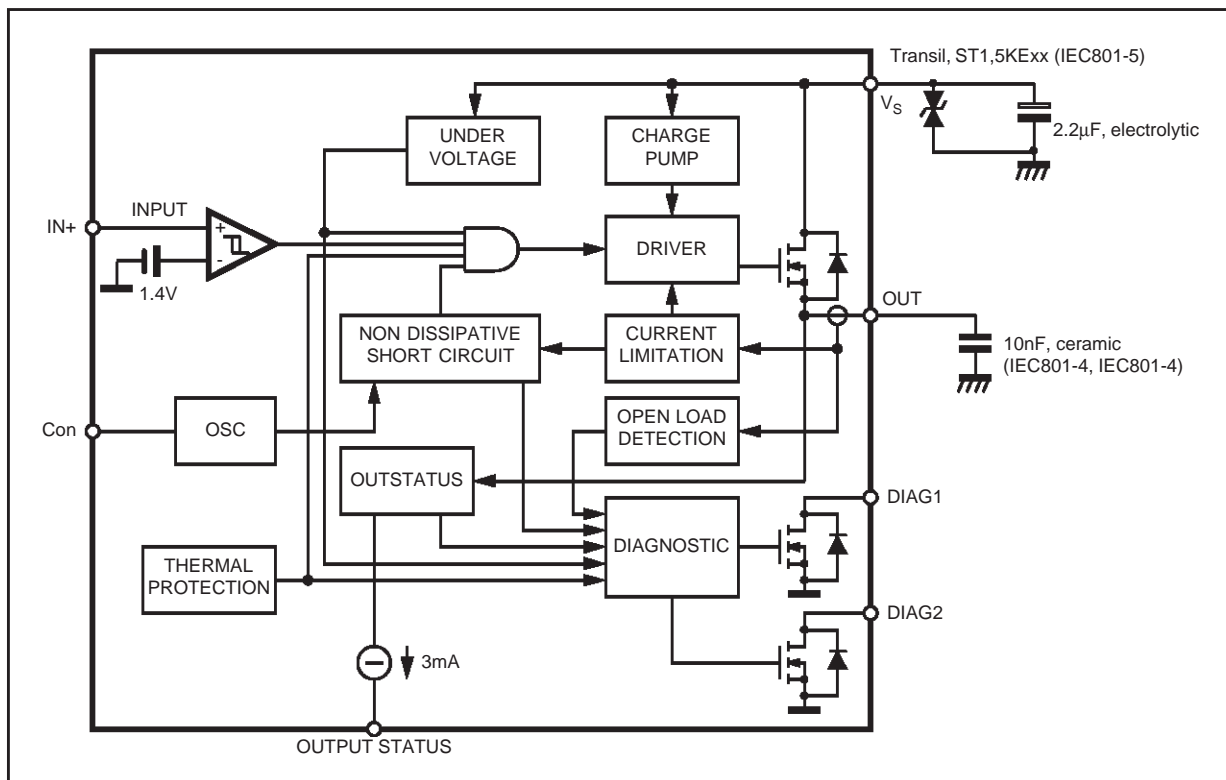 Transil, ST1,5KExx (IEC801-5)
VS
2.2µF, electrolytic
UNDER
VOLTAGE
CHARGE
PUMP
INPUT
IN+
+
-
1.4V
DRIVER
OUT
NON DISSIPATIVE
SHORT CIRCUIT
CURRENT
LIMITATION
10nF, ceramic
(IEC801-4, IEC801-4)
Con
OSC
OPEN LOAD
DETECTION
OUTSTATUS
DIAG1
DIAGNOSTIC
THERMAL
PROTECTION
DIAG2
3mA
OUTPUT STATUS